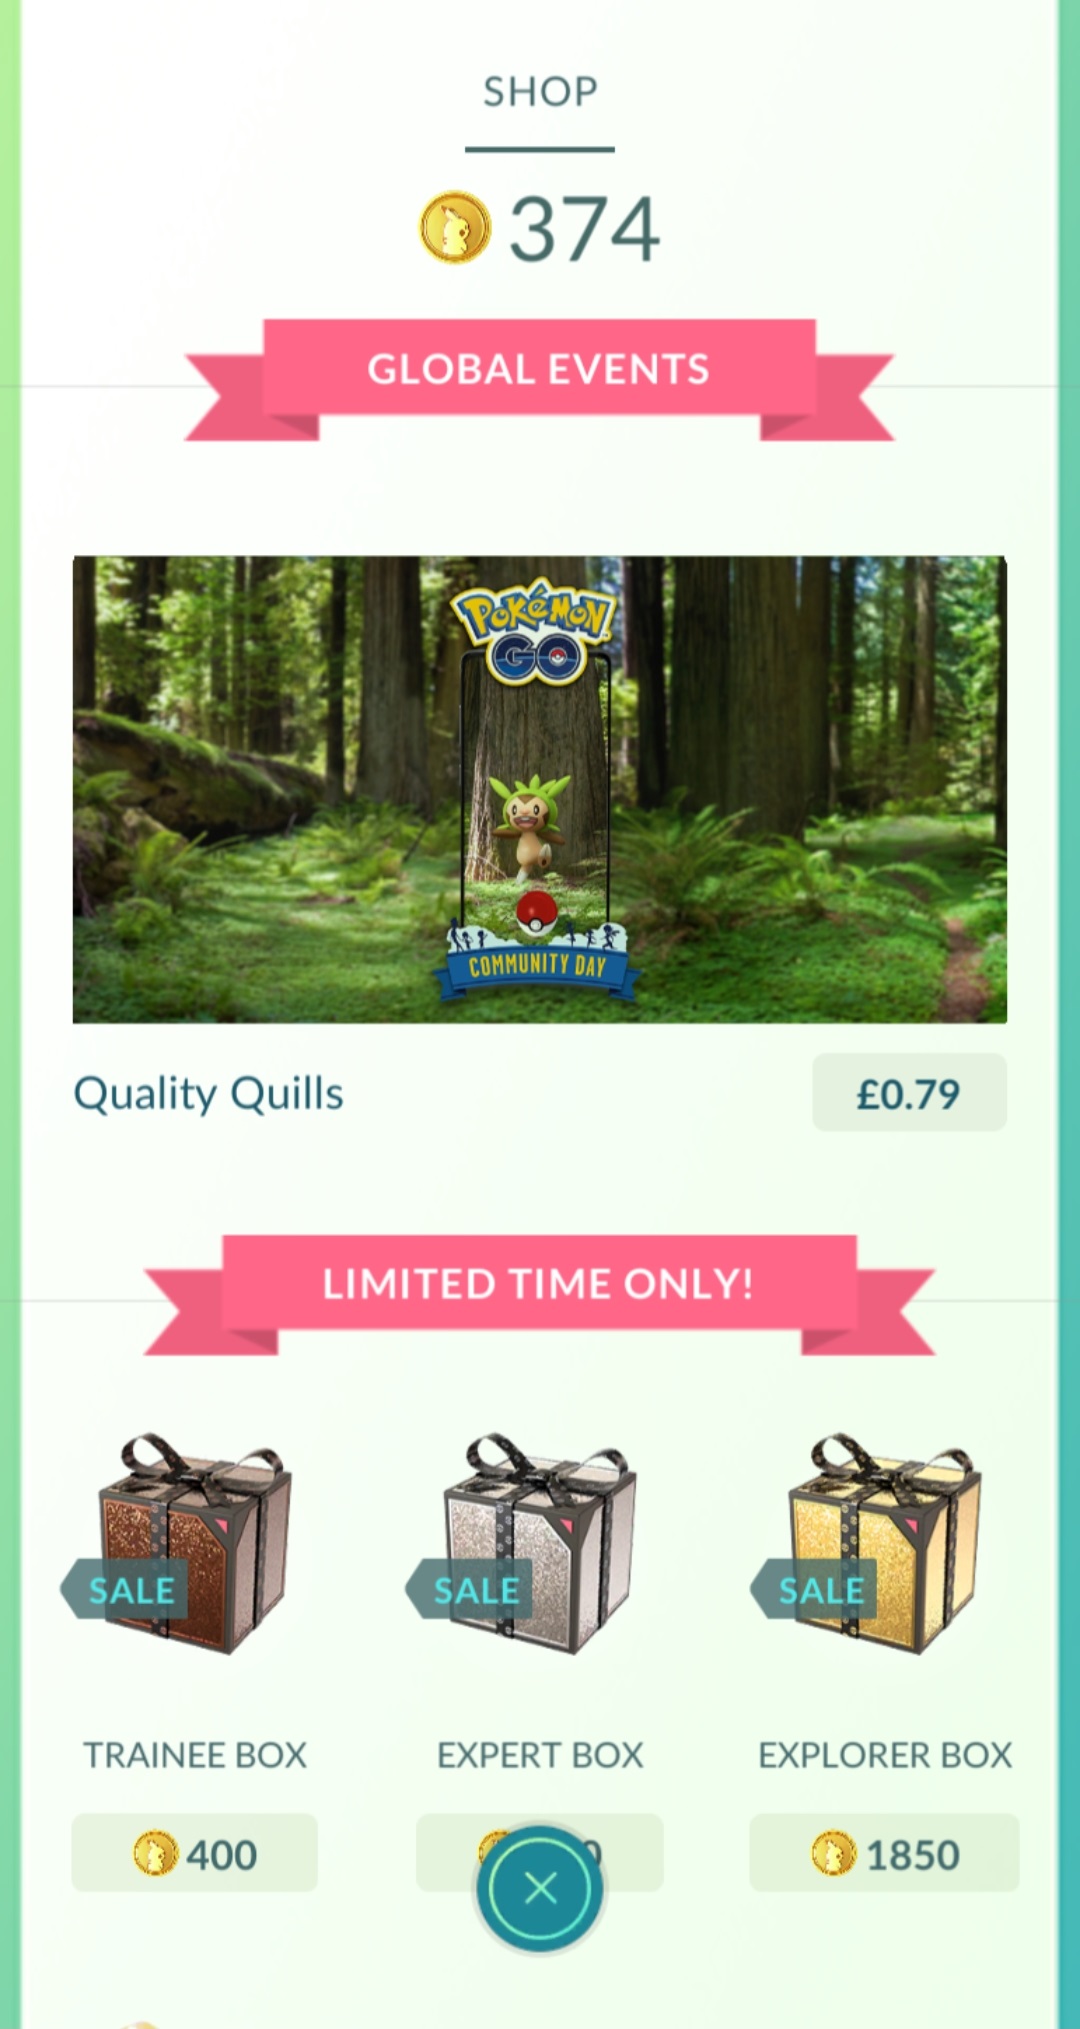 SHOP
374
GLOBAL EVENTS
POKéMON
GO
COMMUNITY DAY
Quality Quills
£0.79
LIMITED TIME ONLY!
SALE SALE SALE
TRAINEE BOX EXPERT BOX EXPLORER BOX
400 1850